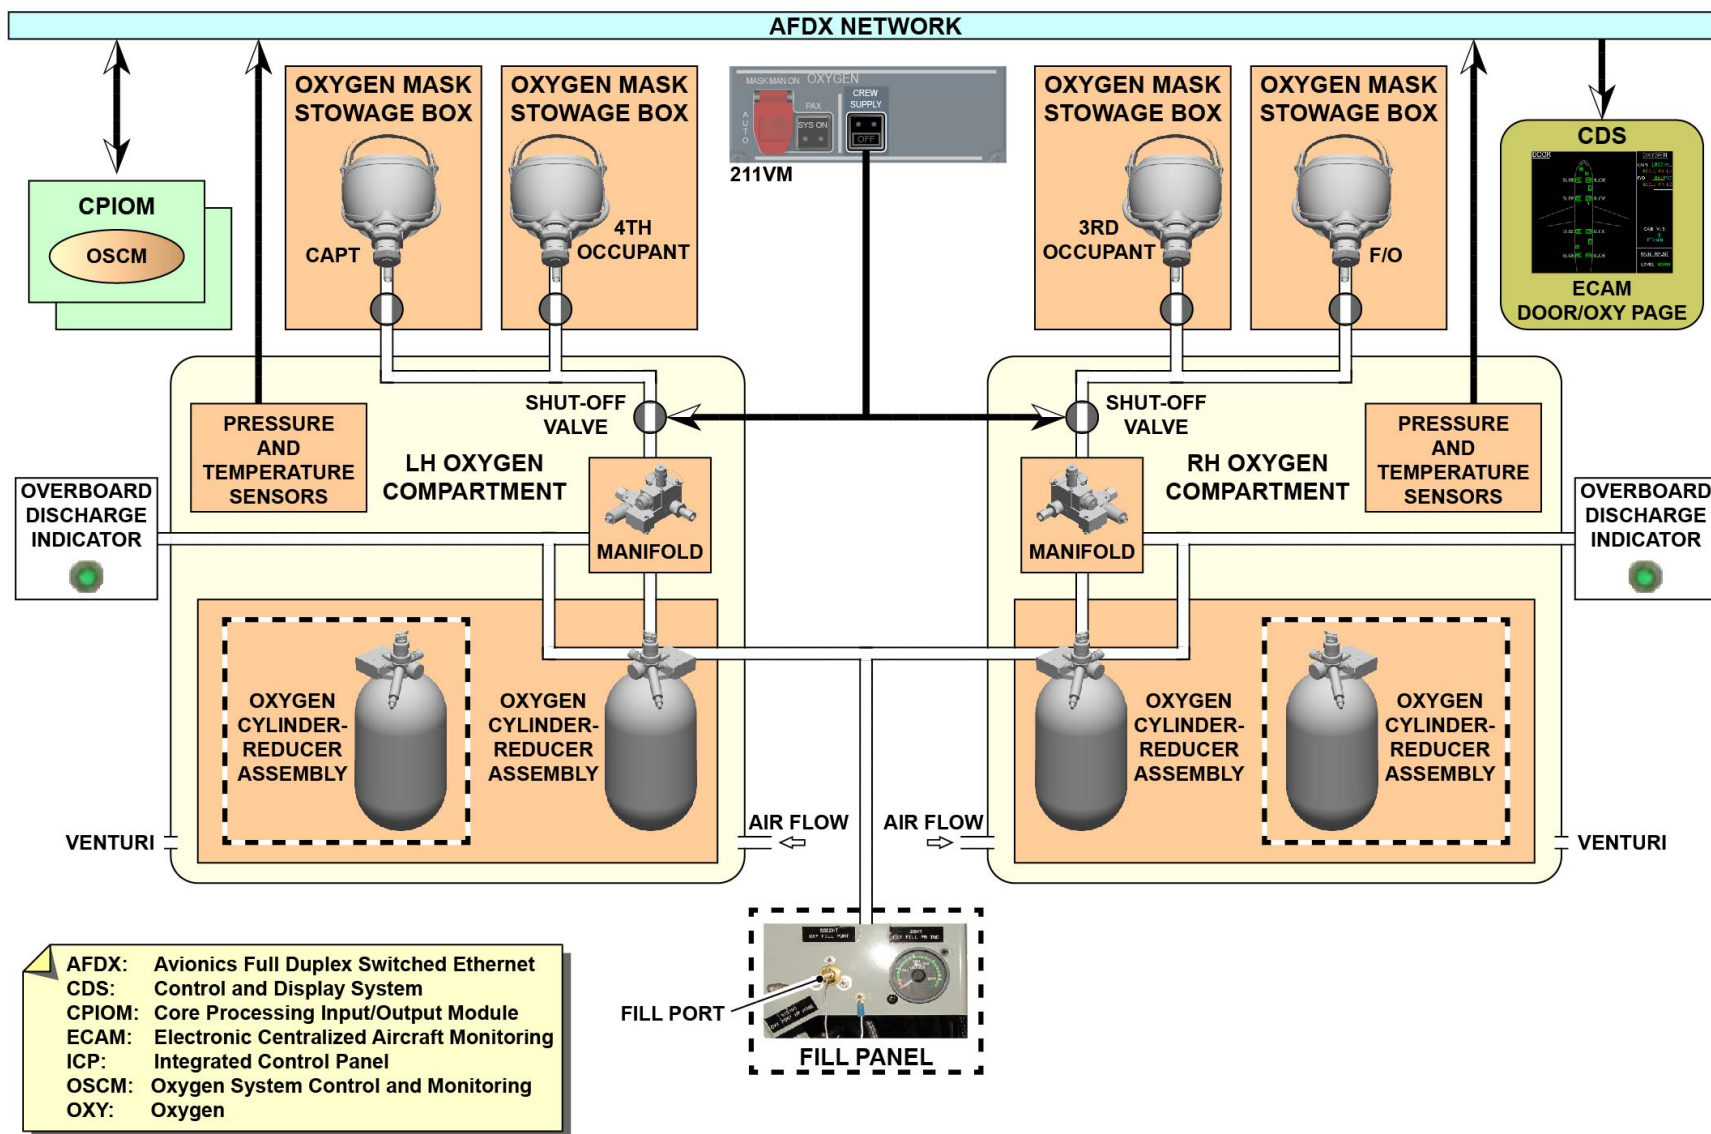 AFDX NETWORK
OXYGEN MASK
STOWAGE BOX
CAPT
OXYGEN MASK
STOWAGE BOX
4TH
OCCUPANT
MASK MAN ON
OXYGEN
AUTO
PAX
SYS ON
CREW
SUPPLY
OFF
211VM
OXYGEN MASK
STOWAGE BOX
3RD
OCCUPANT
OXYGEN MASK
STOWAGE BOX
F/O
CDS
DOOR
OXYGEN
ECAM
DOOR/OXY PAGE
CPIOM
OSCM
PRESSURE
AND
TEMPERATURE
SENSORS
SHUT-OFF
VALVE
LH OXYGEN
COMPARTMENT
MANIFOLD
OVERBOARD
DISCHARGE
INDICATOR
SHUT-OFF
VALVE
RH OXYGEN
COMPARTMENT
MANIFOLD
PRESSURE
AND
TEMPERATURE
SENSORS
OVERBOARD
DISCHARGE
INDICATOR
OXYGEN
CYLINDER-
REDUCER
ASSEMBLY
OXYGEN
CYLINDER-
REDUCER
ASSEMBLY
OXYGEN
CYLINDER-
REDUCER
ASSEMBLY
OXYGEN
CYLINDER-
REDUCER
ASSEMBLY
VENTURI
AIR FLOW
AIR FLOW
VENTURI
OXY FILL PORT
FILL PORT
FILL PANEL
AFDX: Avionics Full Duplex Switched Ethernet
CDS: Control and Display System
CPIOM: Core Processing Input/Output Module
ECAM: Electronic Centralized Aircraft Monitoring
ICP: Integrated Control Panel
OSCM: Oxygen System Control and Monitoring
OXY: Oxygen